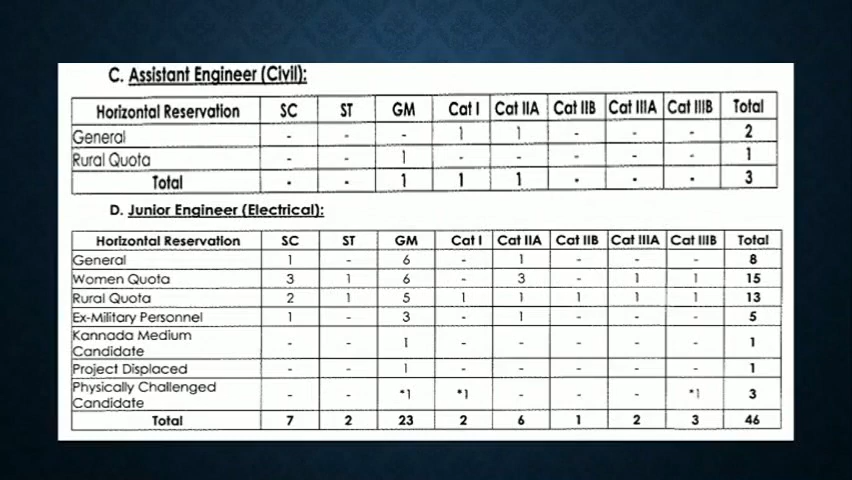 C. Assistant Engineer (Civil):
Horizontal Reservation SC ST GM Cat I Cat IIA Cat IIB Cat IIIA Cat IIIB Total
General - - - 1 1 - - - 2
Rural Quota - - 1 - - - - - 1
Total - - 1 1 1 - - - 3
D. Junior Engineer (Electrical):
Horizontal Reservation SC ST GM Cat I Cat IIA Cat IIB Cat IIIA Cat IIIB Total
General 1 - 6 - 1 - - - 8
Women Quota 3 1 6 - 3 - 1 1 15
Rural Quota 2 1 5 1 1 1 1 1 13
Ex-Military Personnel 1 - 3 - 1 - - - 5
Kannada Medium
Candidate - - 1 - - - - - 1
Project Displaced - - 1 - - - - - 1
Physically Challenged
Candidate - - *1 *1 - - - *1 3
Total 7 2 23 2 6 1 2 3 46